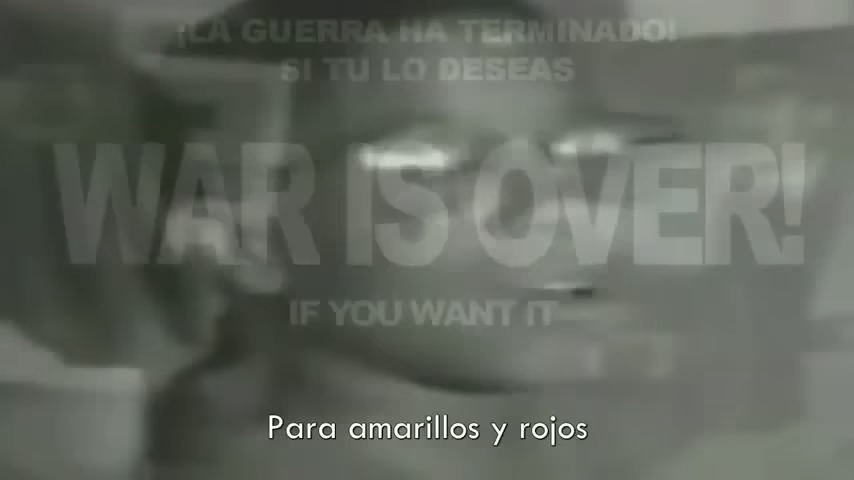 ¡LA GUERRA HA TERMINADO!
SI TU LO DESEAS
WAR IS OVER!
IF YOU WANT IT
Para amarillos y rojos